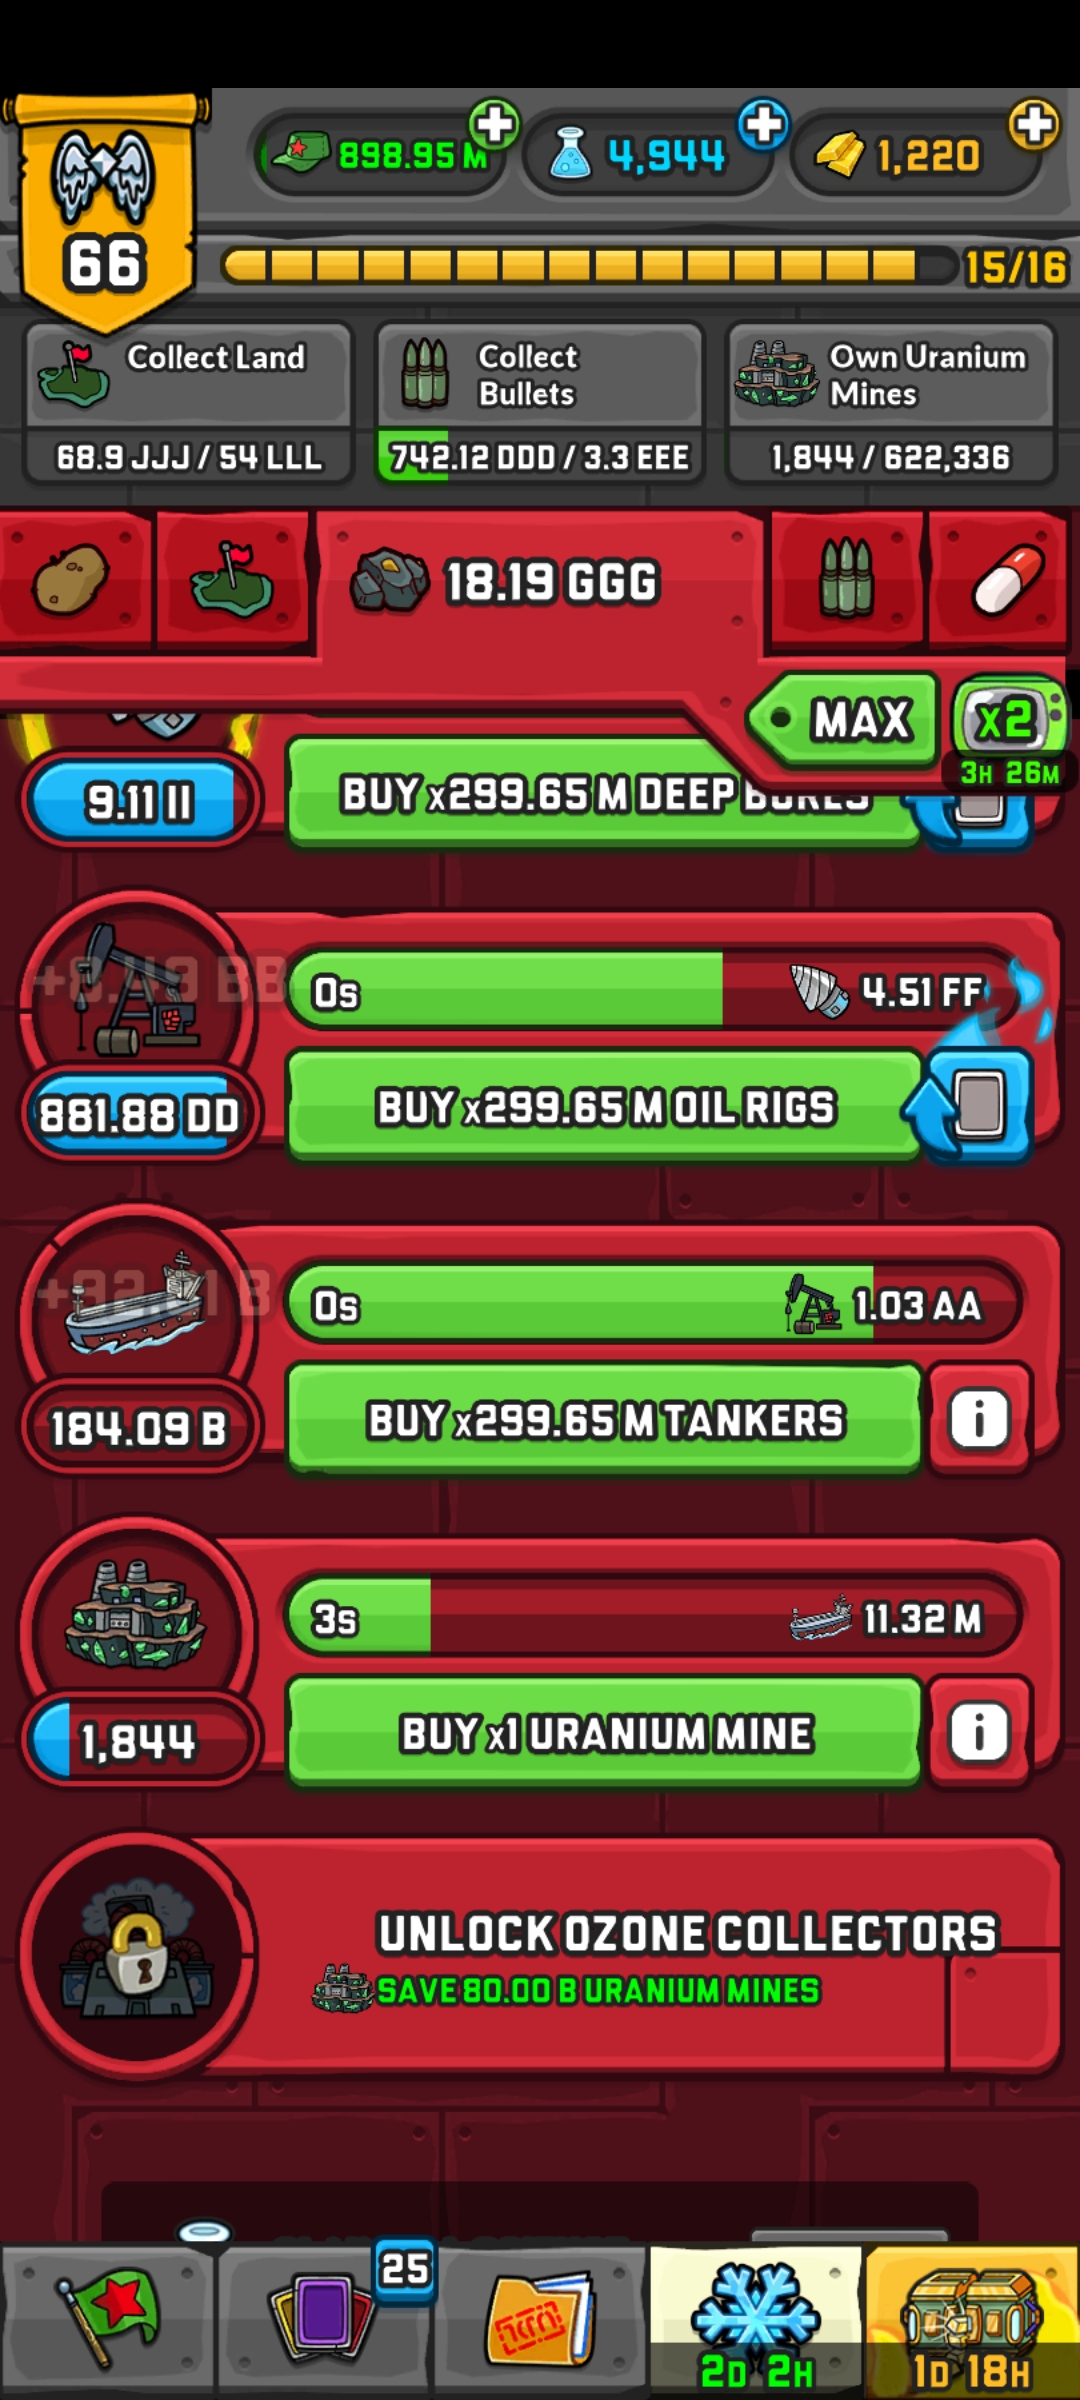 898.95 M
4,944
1,220
66
15/16
Collect Land
68.9 JJJ / 54 LLL
Collect
Bullets
742.12 DDD / 3.3 EEE
Own Uranium
Mines
1,844 / 622,336
18.19 GGG
MAX
x2
3H 26M
9.11 II
BUY x299.65 M DEEP BORES
+8.49 BB
0s
4.51 FF
881.88 DD
BUY x299.65 M OIL RIGS
0s
1.03 AA
184.09 B
BUY x299.65 M TANKERS
i
3s
11.32 M
1,844
BUY x1 URANIUM MINE
i
UNLOCK OZONE COLLECTORS
SAVE 80.00 B URANIUM MINES
25
2D 2H
1D 18H